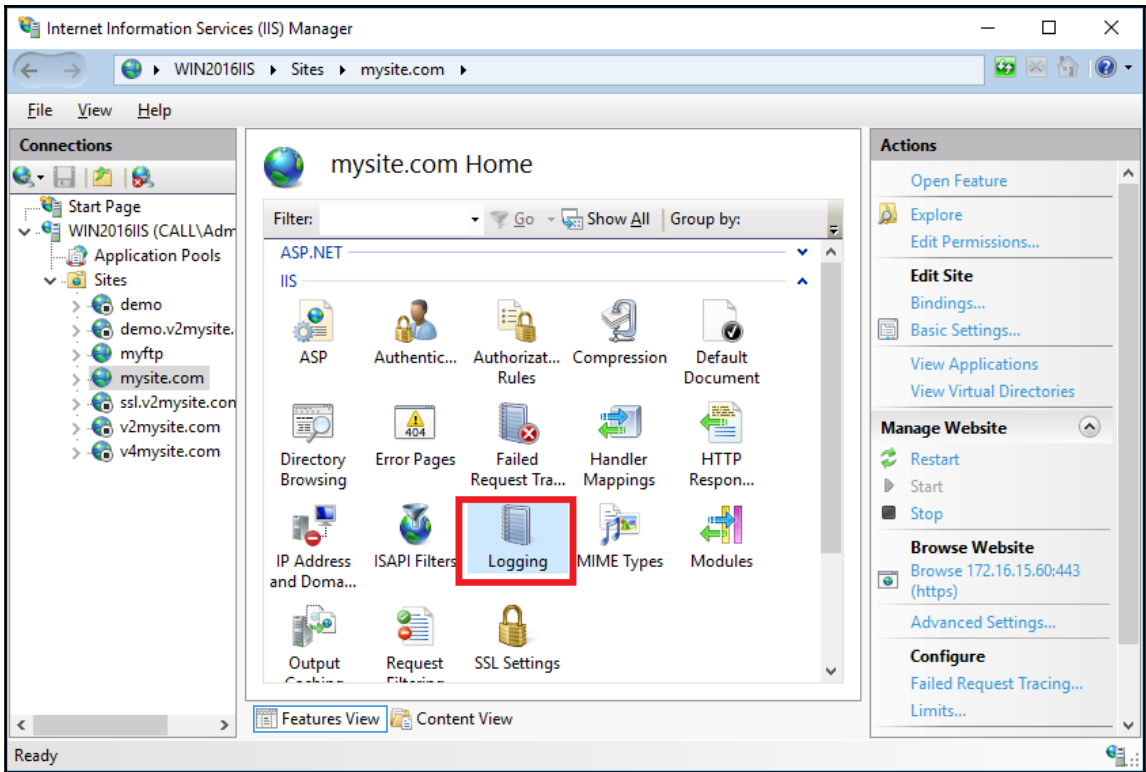 Internet Information Services (IIS) Manager
WIN2016IIS Sites mysite.com
File View Help
Connections
Start Page
WIN2016IIS (CALL\Adm
Application Pools
Sites
demo
demo.v2mysite.
myftp
mysite.com
ssl.v2mysite.con
v2mysite.com
v4mysite.com
mysite.com Home
Filter: Go Show All Group by:
ASP.NET
IIS
ASP Authentic... Authorizat... Compression Default
Rules Document
404
Directory Error Pages Failed Handler HTTP
Browsing Request Tra... Mappings Respon...
IP Address ISAPI Filters Logging MIME Types Modules
and Doma...
Output Request SSL Settings
Caching Filtering
Features View Content View
Actions
Open Feature
Explore
Edit Permissions...
Edit Site
Bindings...
Basic Settings...
View Applications
View Virtual Directories
Manage Website
Restart
Start
Stop
Browse Website
Browse 172.16.15.60:443
(https)
Advanced Settings...
Configure
Failed Request Tracing...
Limits...
Ready